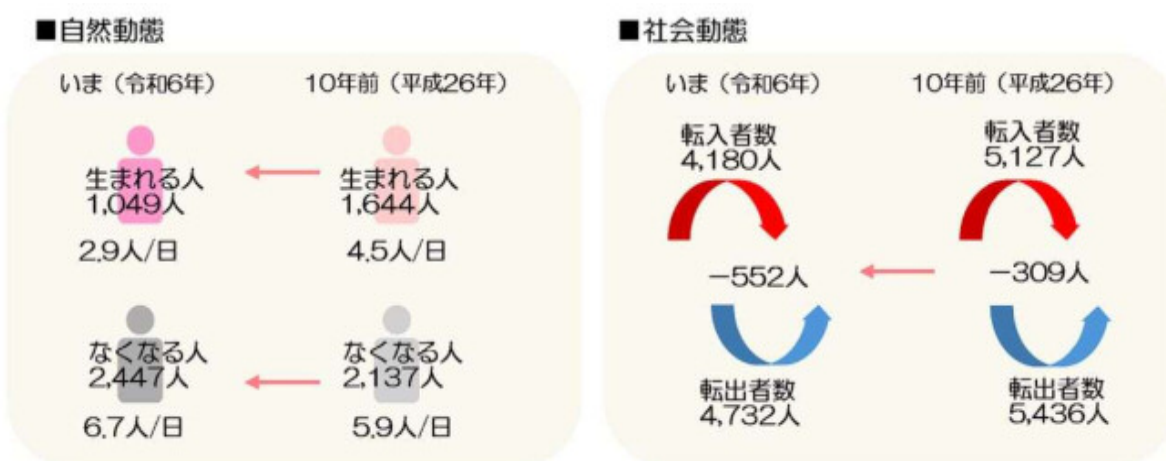 ■自然動態
いま（令和6年）
10年前（平成26年）
生まれる人
1,049人
2.9人/日
生まれる人
1,644人
4.5人/日
なくなる人
2,447人
6.7人/日
なくなる人
2,137人
5.9人/日
■社会動態
いま（令和6年）
10年前（平成26年）
転入者数
4,180人
−552人
転出者数
4,732人
転入者数
5,127人
−309人
転出者数
5,436人